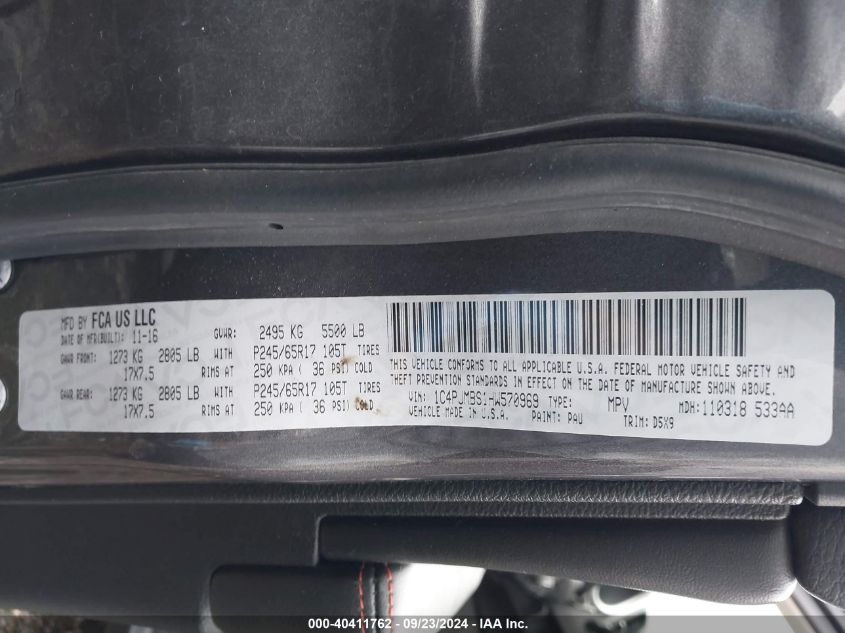 MFD BY FCA US LLC
DATE OF MFR(BUILT): 11-16 GVWR: 2495 KG 5500 LB
GAWR FRONT: 1273 KG 2805 LB WITH P245/65R17 105T TIRES
17X7.5 RIMS AT 250 KPA ( 36 PSI) COLD
GAWR REAR: 1273 KG 2805 LB WITH P245/65R17 105T TIRES
17X7.5 RIMS AT 250 KPA ( 36 PSI) COLD
THIS VEHICLE CONFORMS TO ALL APPLICABLE U.S.A. FEDERAL MOTOR VEHICLE SAFETY AND
THEFT PREVENTION STANDARDS IN EFFECT ON THE DATE OF MANUFACTURE SHOWN ABOVE.
VIN: 1C4PJMBS1HW570969 TYPE: MPV MDH: 110318 533AA
VEHICLE MADE IN U.S.A. PAINT: PAU TRIM: D5X9
000-40411762 - 09/23/2024 - IAA Inc.